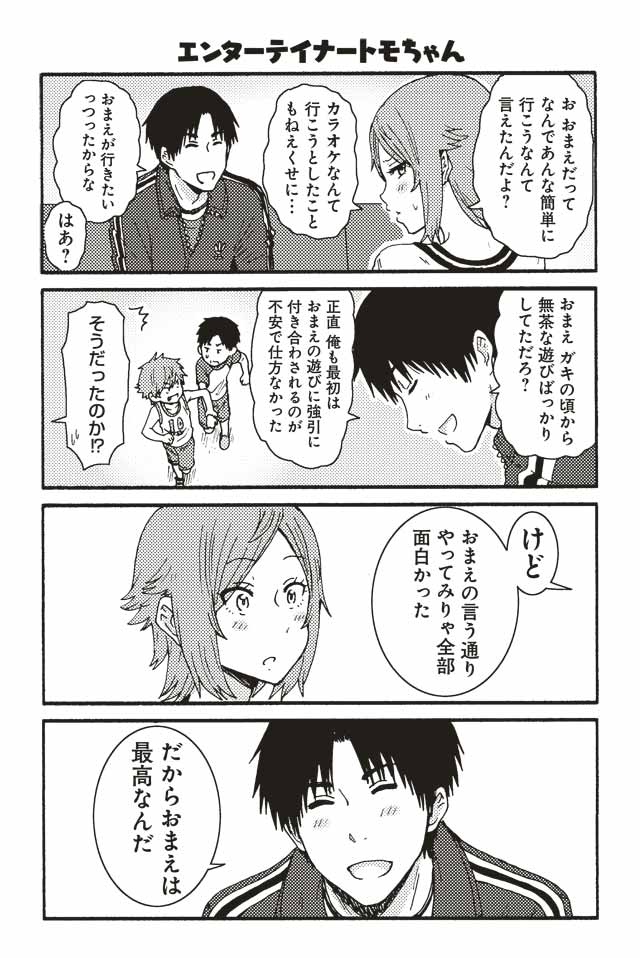 エンターテイナートモちゃん
お おまえだって
なんであんな簡単に
行こうなんて
言えたんだよ？
カラオケなんて
行こうとしたこと
もねえくせに…
おまえが行きたい
っつったからな
はあ？
おまえ ガキの頃から
無茶な遊びばっかり
してただろ？
正直 俺も最初は
おまえの遊びに強引に
付き合わされるのが
不安で仕方なかった
そうだったのか!?
けど
おまえの言う通り
やってみりゃ全部
面白かった
だからおまえは
最高なんだ